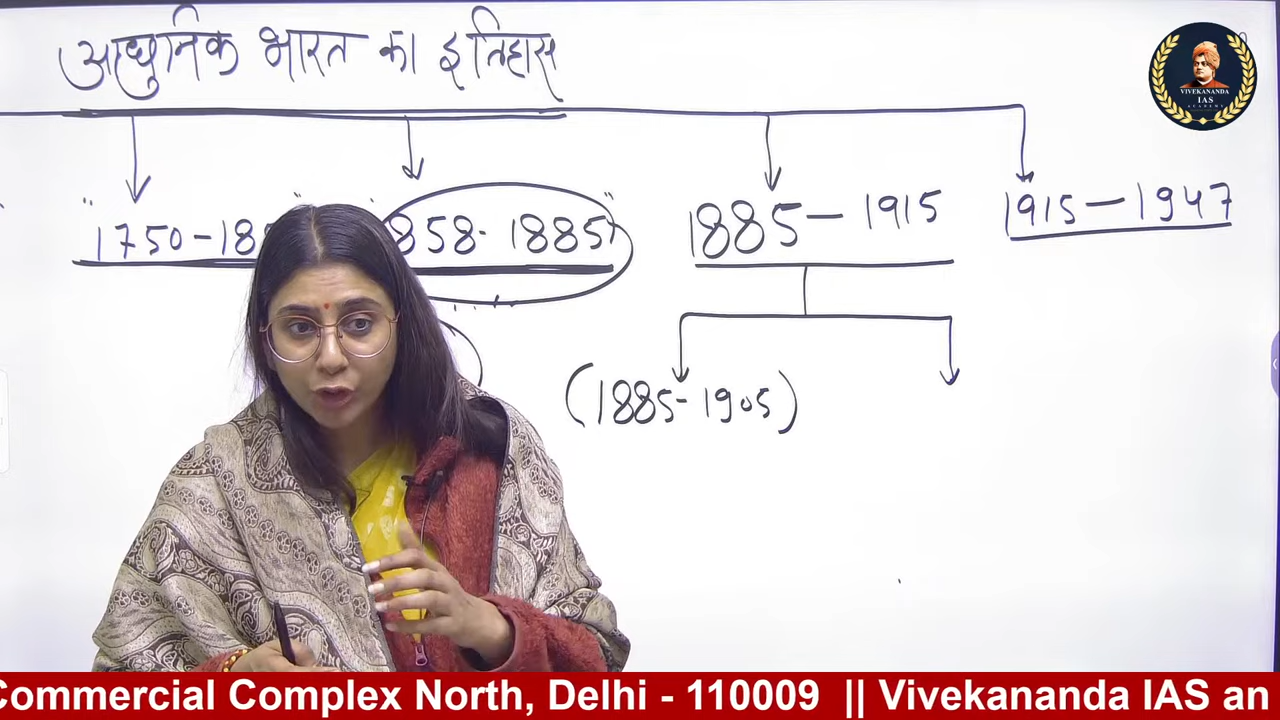 आधुनिक भारत का इतिहास
VIVEKANANDA
IAS
ACADEMY
"1750-18 " 858-1885" 1885-1915 1915-1947
(1885-1905)
Commercial Complex North, Delhi - 110009 || Vivekananda IAS an